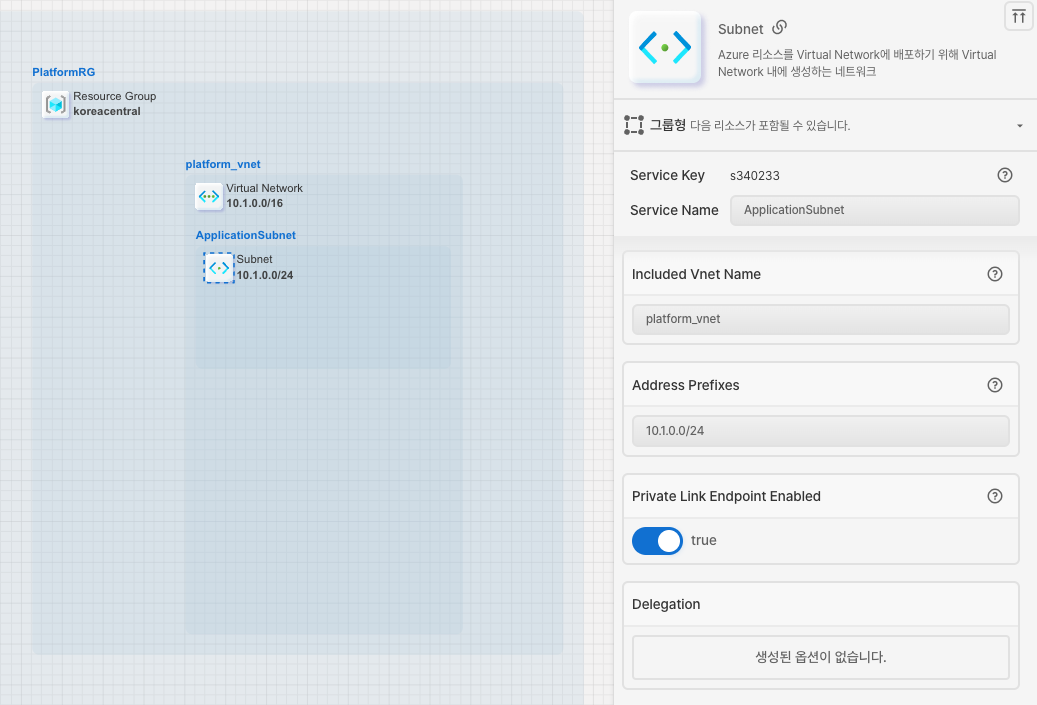 PlatformRG
Resource Group
koreacentral
platform_vnet
Virtual Network
10.1.0.0/16
ApplicationSubnet
Subnet
10.1.0.0/24
Subnet
Azure 리소스를 Virtual Network에 배포하기 위해 Virtual
Network 내에 생성하는 네트워크
그룹형 다음 리소스가 포함될 수 있습니다.
Service Key s340233
Service Name ApplicationSubnet
Included Vnet Name
platform_vnet
Address Prefixes
10.1.0.0/24
Private Link Endpoint Enabled
true
Delegation
생성된 옵션이 없습니다.